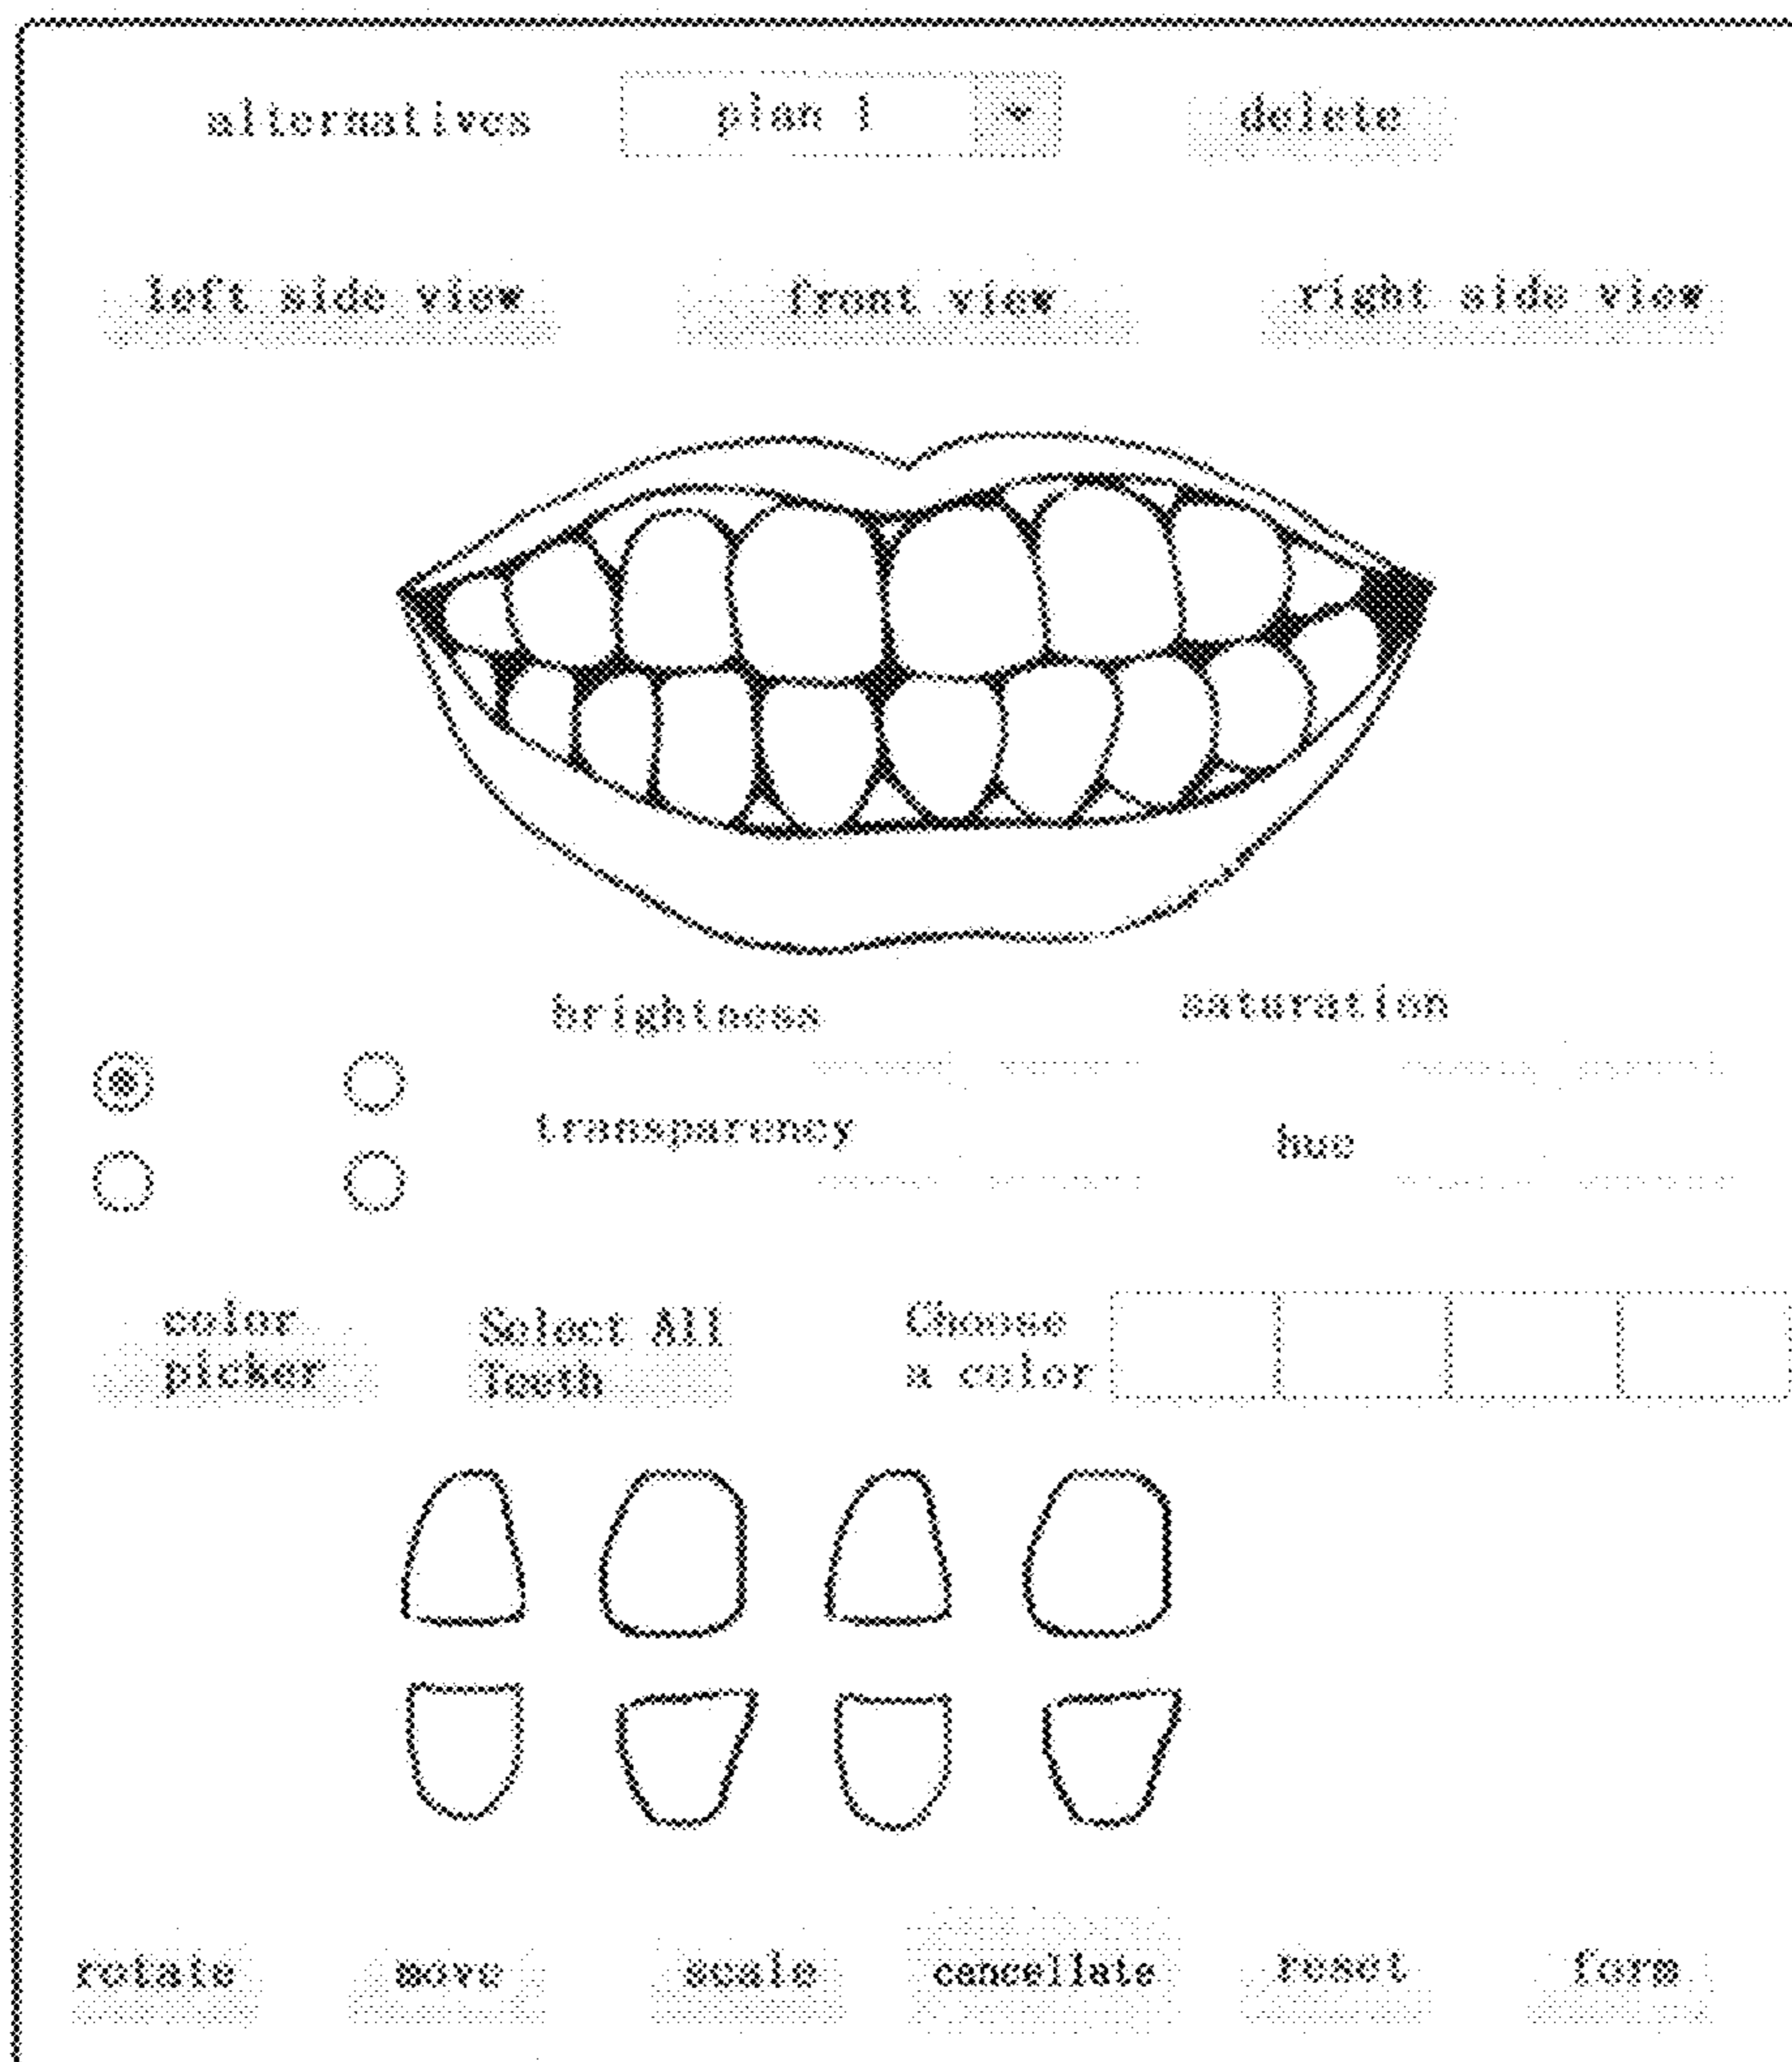 alternatives plan 1 delete
left side view front view right side view
brightness saturation
transparency hue
color picker Select All Teeth Choose a color
rotate move scale cancellate reset form